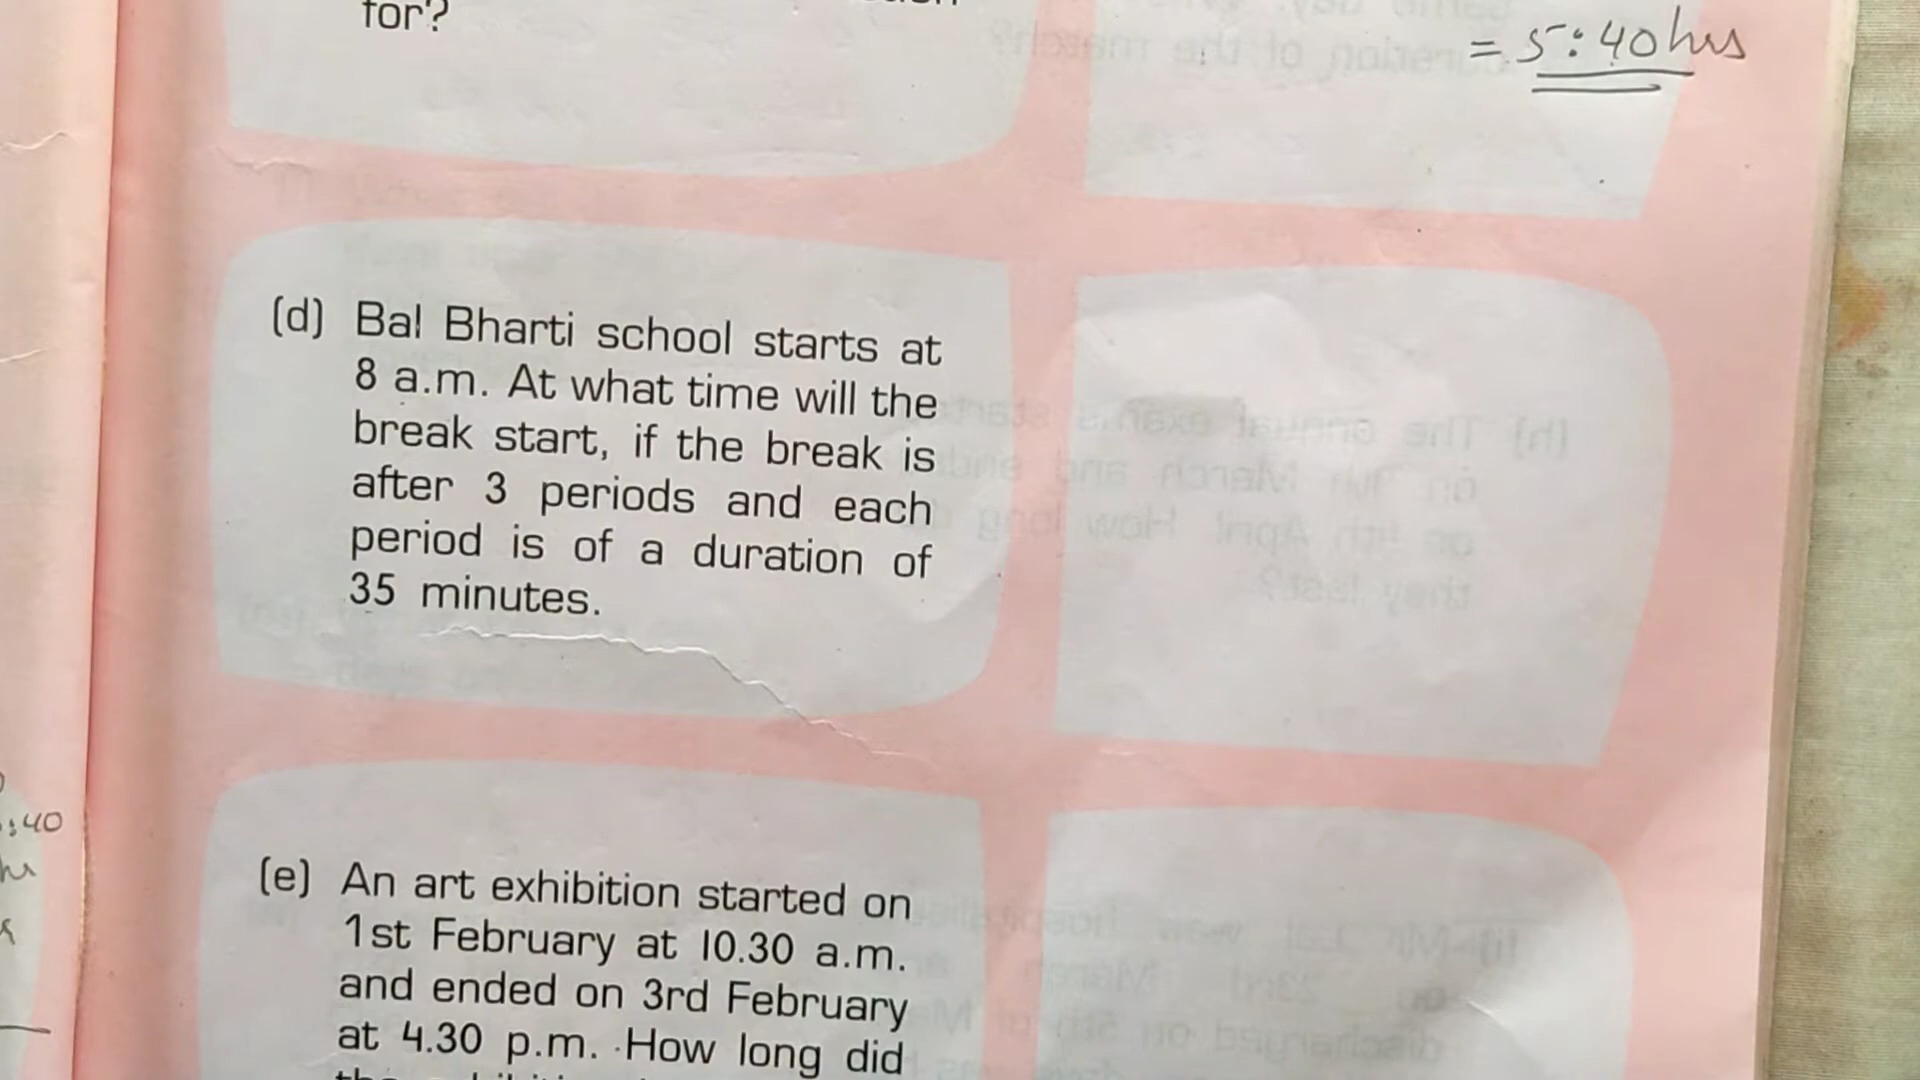 for?
= 5:40 hrs
(d) Bal Bharti school starts at
8 a.m. At what time will the
break start, if the break is
after 3 periods and each
period is of a duration of
35 minutes.
:40
(e) An art exhibition started on
1st February at 10.30 a.m.
and ended on 3rd February
at 4.30 p.m. How long did